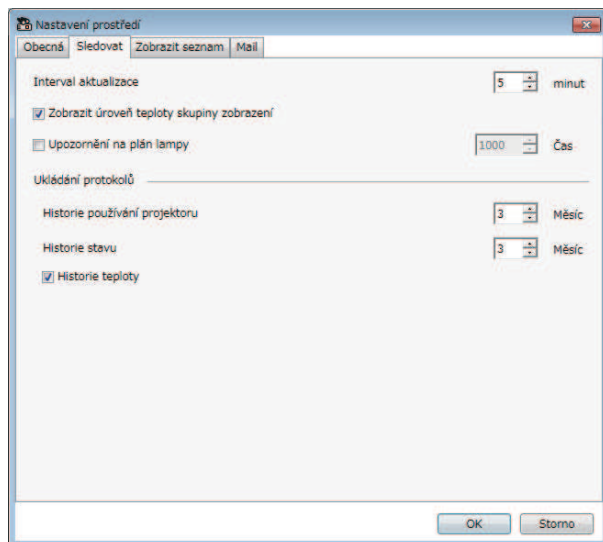 Nastavení prostředí
Obecná Sledovat Zobrazit seznam Mail
Interval aktualizace 5 minut
Zobrazit úroveň teploty skupiny zobrazení
Upozornění na plán lampy 1000 Čas
Ukládání protokolů
Historie používání projektoru 3 Měsíc
Historie stavu 3 Měsíc
Historie teploty
OK Storno